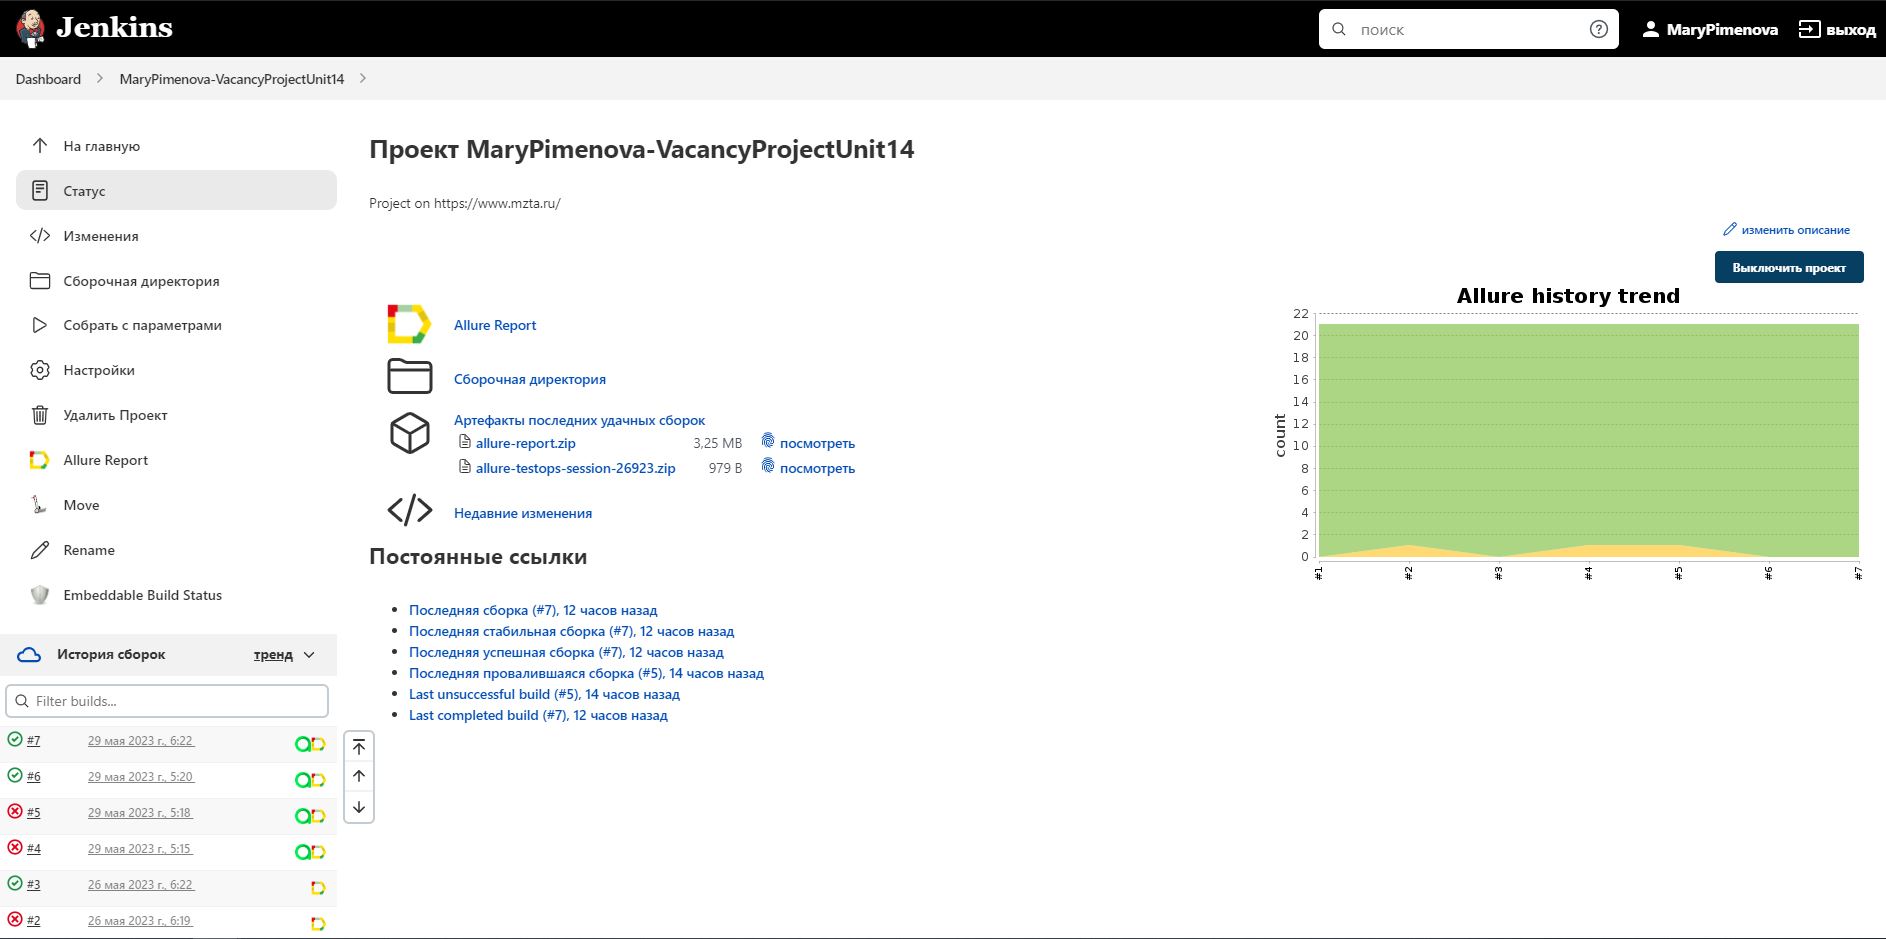 Jenkins
поиск
MaryPimenova
выход
Dashboard
MaryPimenova-VacancyProjectUnit14
На главную
Статус
Изменения
Сборочная директория
Собрать с параметрами
Настройки
Удалить Проект
Allure Report
Move
Rename
Embeddable Build Status
История сборок
тренд
Filter builds...
#7 29 мая 2023 г., 6:22
#6 29 мая 2023 г., 5:20
#5 29 мая 2023 г., 5:18
#4 29 мая 2023 г., 5:15
#3 26 мая 2023 г., 6:22
#2 26 мая 2023 г., 6:19
Проект MaryPimenova-VacancyProjectUnit14
Project on https://www.mzta.ru/
изменить описание
Выключить проект
Allure Report
Сборочная директория
Артефакты последних удачных сборок
allure-report.zip 3,25 MB посмотреть
allure-testops-session-26923.zip 979 B посмотреть
Недавние изменения
Постоянные ссылки
Последняя сборка (#7), 12 часов назад
Последняя стабильная сборка (#7), 12 часов назад
Последняя успешная сборка (#7), 12 часов назад
Последняя провалившаяся сборка (#5), 14 часов назад
Last unsuccessful build (#5), 14 часов назад
Last completed build (#7), 12 часов назад
Allure history trend
count
22
20
18
16
14
12
10
8
6
4
2
0
#1 #2 #3 #4 #5 #6 #7